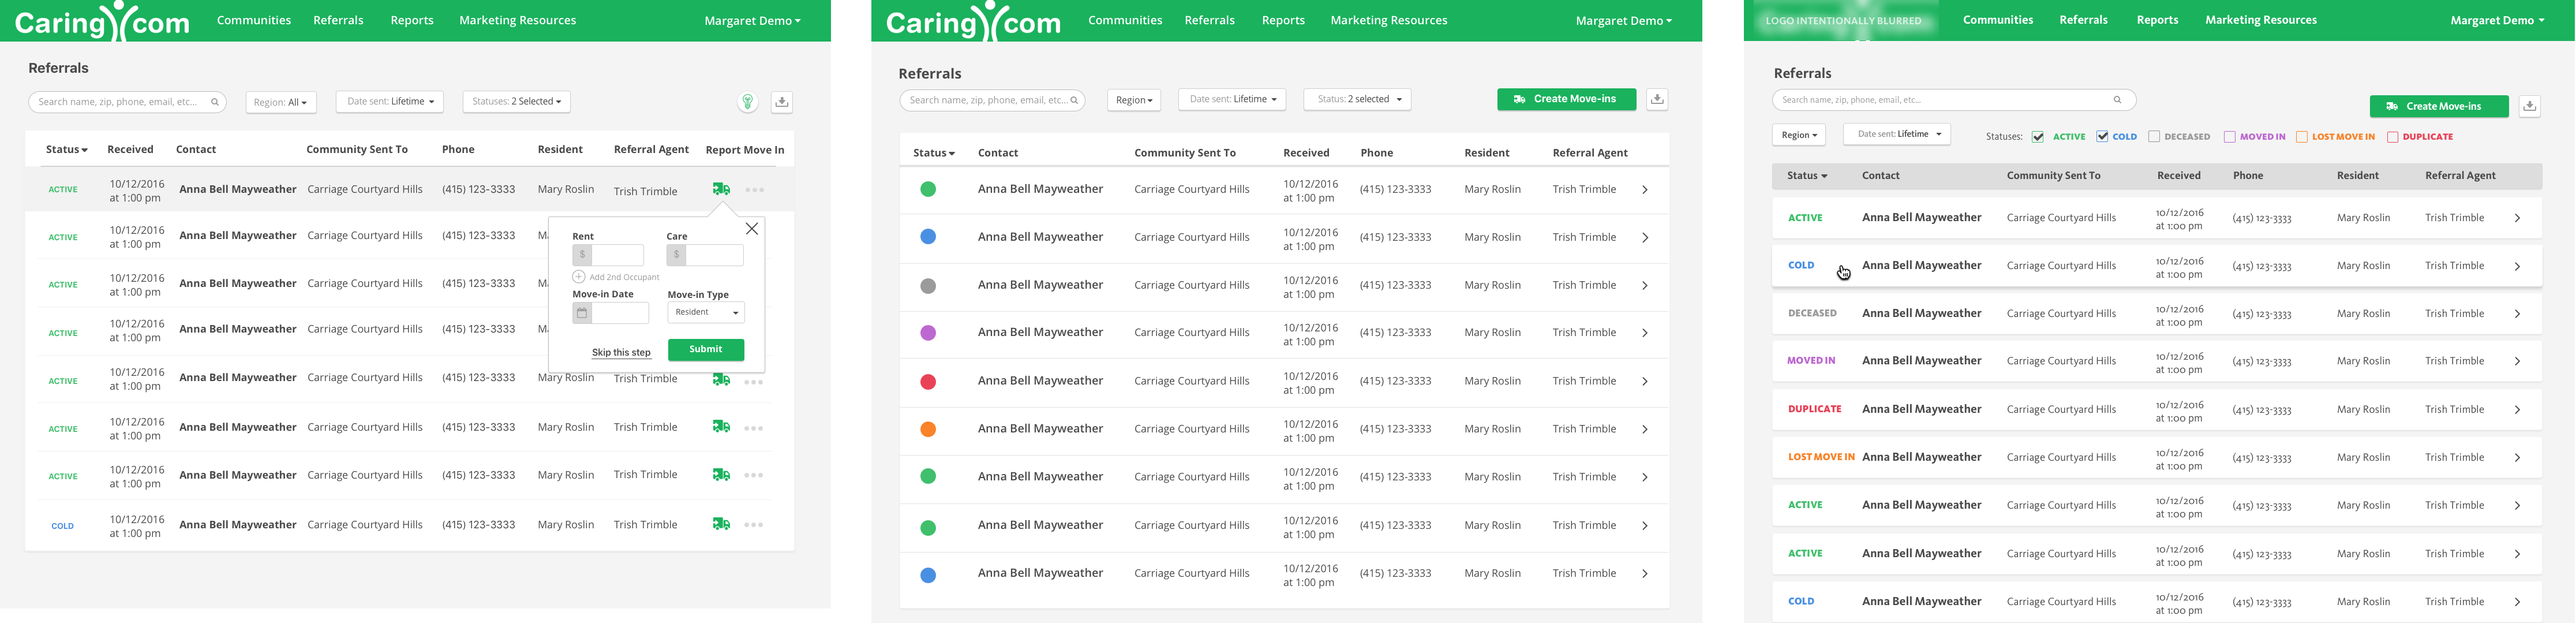 Caring.com Communities Referrals Reports Marketing Resources Margaret Demo
Referrals
Search name, zip, phone, email, etc... Region: All Date sent: Lifetime Statuses: 2 Selected
Status Received Contact Community Sent To Phone Resident Referral Agent Report Move In
ACTIVE 10/12/2016 at 1:00 pm Anna Bell Mayweather Carriage Courtyard Hills (415) 123-3333 Mary Roslin Trish Trimble
ACTIVE 10/12/2016 at 1:00 pm Anna Bell Mayweather Carriage Courtyard Hills (415) 123-3333
ACTIVE 10/12/2016 at 1:00 pm Anna Bell Mayweather Carriage Courtyard Hills (415) 123-3333
ACTIVE 10/12/2016 at 1:00 pm Anna Bell Mayweather Carriage Courtyard Hills (415) 123-3333
ACTIVE 10/12/2016 at 1:00 pm Anna Bell Mayweather Carriage Courtyard Hills (415) 123-3333 Mary Roslin Trish Trimble
ACTIVE 10/12/2016 at 1:00 pm Anna Bell Mayweather Carriage Courtyard Hills (415) 123-3333 Mary Roslin Trish Trimble
ACTIVE 10/12/2016 at 1:00 pm Anna Bell Mayweather Carriage Courtyard Hills (415) 123-3333 Mary Roslin Trish Trimble
COLD 10/12/2016 at 1:00 pm Anna Bell Mayweather Carriage Courtyard Hills (415) 123-3333 Mary Roslin Trish Trimble
Rent Care
$ $
Add 2nd Occupant
Move-in Date Move-in Type
Resident
Skip this step Submit
Caring.com Communities Referrals Reports Marketing Resources Margaret Demo
Referrals
Search name, zip, phone, email, etc... Region Date sent: Lifetime Status: 2 selected Create Move-ins
Status Contact Community Sent To Received Phone Resident Referral Agent
Anna Bell Mayweather Carriage Courtyard Hills 10/12/2016 at 1:00 pm (415) 123-3333 Mary Roslin Trish Trimble
Anna Bell Mayweather Carriage Courtyard Hills 10/12/2016 at 1:00 pm (415) 123-3333 Mary Roslin Trish Trimble
Anna Bell Mayweather Carriage Courtyard Hills 10/12/2016 at 1:00 pm (415) 123-3333 Mary Roslin Trish Trimble
Anna Bell Mayweather Carriage Courtyard Hills 10/12/2016 at 1:00 pm (415) 123-3333 Mary Roslin Trish Trimble
Anna Bell Mayweather Carriage Courtyard Hills 10/12/2016 at 1:00 pm (415) 123-3333 Mary Roslin Trish Trimble
Anna Bell Mayweather Carriage Courtyard Hills 10/12/2016 at 1:00 pm (415) 123-3333 Mary Roslin Trish Trimble
Anna Bell Mayweather Carriage Courtyard Hills 10/12/2016 at 1:00 pm (415) 123-3333 Mary Roslin Trish Trimble
Anna Bell Mayweather Carriage Courtyard Hills 10/12/2016 at 1:00 pm (415) 123-3333 Mary Roslin Trish Trimble
Anna Bell Mayweather Carriage Courtyard Hills 10/12/2016 at 1:00 pm (415) 123-3333 Mary Roslin Trish Trimble
LOGO INTENTIONALLY BLURRED Communities Referrals Reports Marketing Resources Margaret Demo
Referrals
Search name, zip, phone, email, etc... Create Move-ins
Region Date sent: Lifetime Statuses: ACTIVE COLD DECEASED MOVED IN LOST MOVE IN DUPLICATE
Status Contact Community Sent To Received Phone Resident Referral Agent
ACTIVE Anna Bell Mayweather Carriage Courtyard Hills 10/12/2016 at 1:00 pm (415) 123-3333 Mary Roslin Trish Trimble
COLD Anna Bell Mayweather Carriage Courtyard Hills 10/12/2016 at 1:00 pm (415) 123-3333 Mary Roslin Trish Trimble
DECEASED Anna Bell Mayweather Carriage Courtyard Hills 10/12/2016 at 1:00 pm (415) 123-3333 Mary Roslin Trish Trimble
MOVED IN Anna Bell Mayweather Carriage Courtyard Hills 10/12/2016 at 1:00 pm (415) 123-3333 Mary Roslin Trish Trimble
DUPLICATE Anna Bell Mayweather Carriage Courtyard Hills 10/12/2016 at 1:00 pm (415) 123-3333 Mary Roslin Trish Trimble
LOST MOVE IN Anna Bell Mayweather Carriage Courtyard Hills 10/12/2016 at 1:00 pm (415) 123-3333 Mary Roslin Trish Trimble
ACTIVE Anna Bell Mayweather Carriage Courtyard Hills 10/12/2016 at 1:00 pm (415) 123-3333 Mary Roslin Trish Trimble
ACTIVE Anna Bell Mayweather Carriage Courtyard Hills 10/12/2016 at 1:00 pm (415) 123-3333 Mary Roslin Trish Trimble
COLD Anna Bell Mayweather Carriage Courtyard Hills 10/12/2016 at 1:00 pm (415) 123-3333 Mary Roslin Trish Trimble